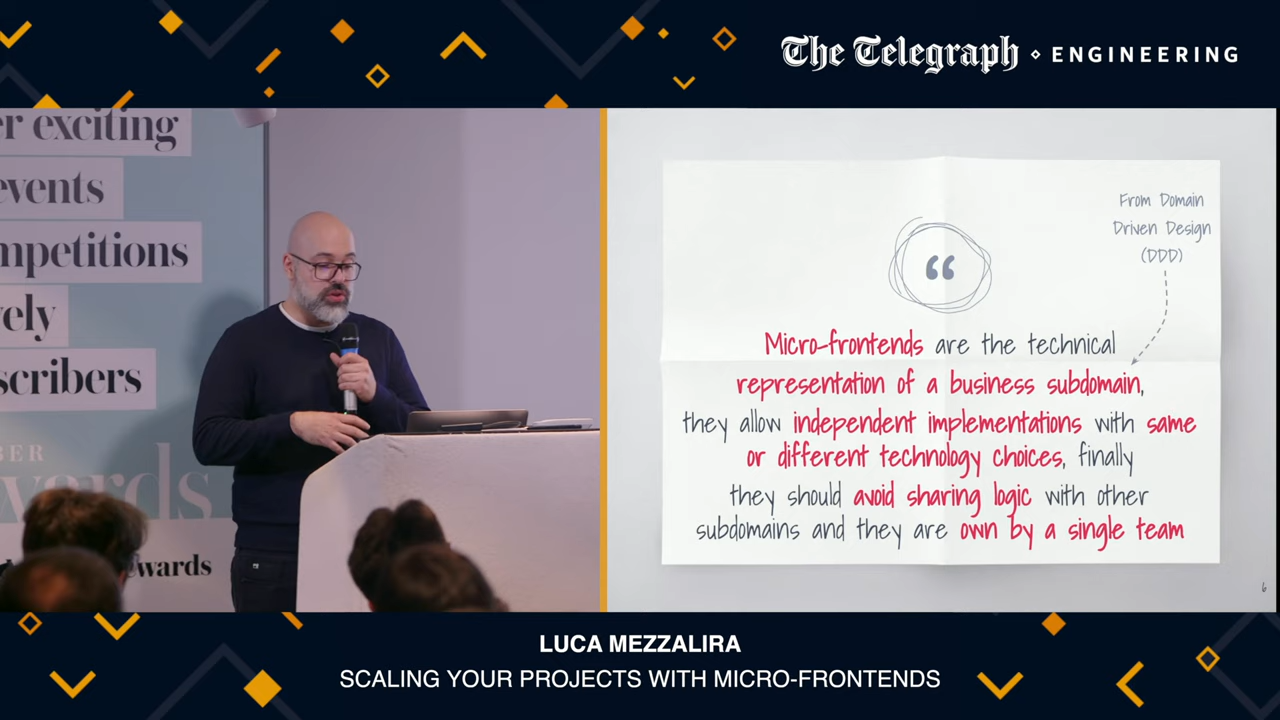 The Telegraph ENGINEERING
er exciting
events
mpetitions
ely
scribers
BER
wards
wards
From Domain
Driven Design
(DDD)
“
Micro-frontends are the technical
representation of a business subdomain,
they allow independent implementations with same
or different technology choices, finally
they should avoid sharing logic with other
subdomains and they are own by a single team
6
LUCA MEZZALIRA
SCALING YOUR PROJECTS WITH MICRO-FRONTENDS